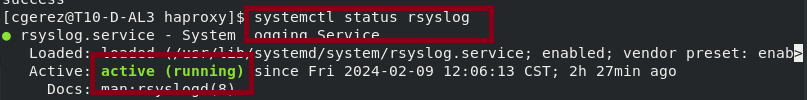 success
[cgerez@T10-D-AL3 haproxy]$ systemctl status rsyslog
● rsyslog.service - System Logging Service
Loaded: loaded (/usr/lib/systemd/system/rsyslog.service; enabled; vendor preset: enab>
Active: active (running) since Fri 2024-02-09 12:06:13 CST; 2h 27min ago
Docs: man:rsyslogd(8)